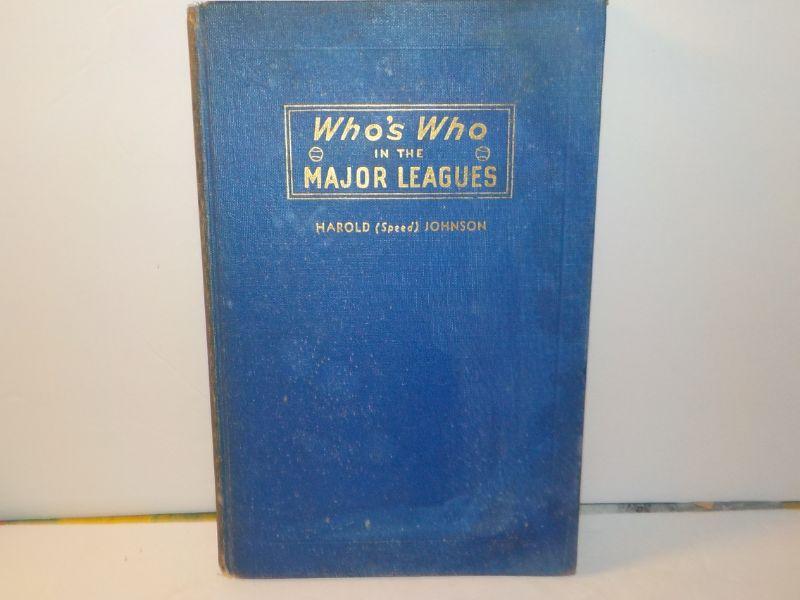 Who's Who
IN THE
MAJOR LEAGUES
HAROLD (Speed) JOHNSON